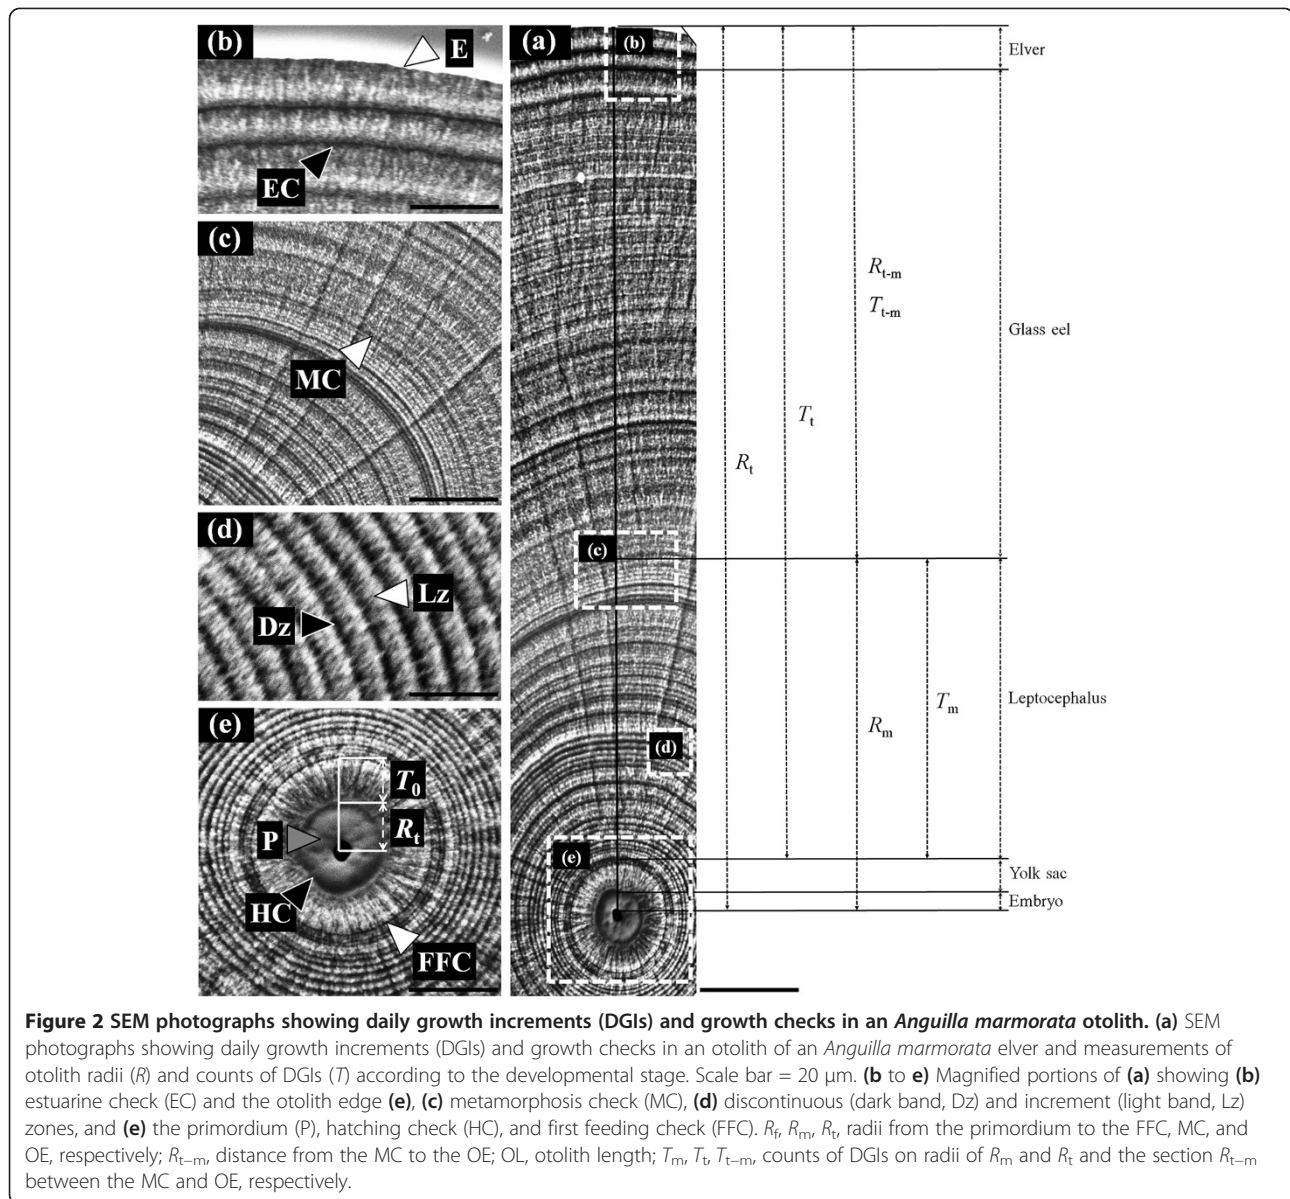 (b)
E
EC
(c)
MC
(d)
Lz
Dz
(e)
T0
Rt
P
HC
FFC
(a)
(b)
(c)
(d)
(e)
Rt
Tt
Rt-m
Tt-m
Rm
Tm
Elver
Glass eel
Leptocephalus
Yolk sac
Embryo
Figure 2 SEM photographs showing daily growth increments (DGIs) and growth checks in an Anguilla marmorata otolith. (a) SEM
photographs showing daily growth increments (DGIs) and growth checks in an otolith of an Anguilla marmorata elver and measurements of
otolith radii (R) and counts of DGIs (T) according to the developmental stage. Scale bar = 20 μm. (b to e) Magnified portions of (a) showing (b)
estuarine check (EC) and the otolith edge (e), (c) metamorphosis check (MC), (d) discontinuous (dark band, Dz) and increment (light band, Lz)
zones, and (e) the primordium (P), hatching check (HC), and first feeding check (FFC). Rf, Rm, Rt, radii from the primordium to the FFC, MC, and
OE, respectively; Rt−m, distance from the MC to the OE; OL, otolith length; Tm, Tt, Tt−m, counts of DGIs on radii of Rm and Rt and the section Rt−m
between the MC and OE, respectively.